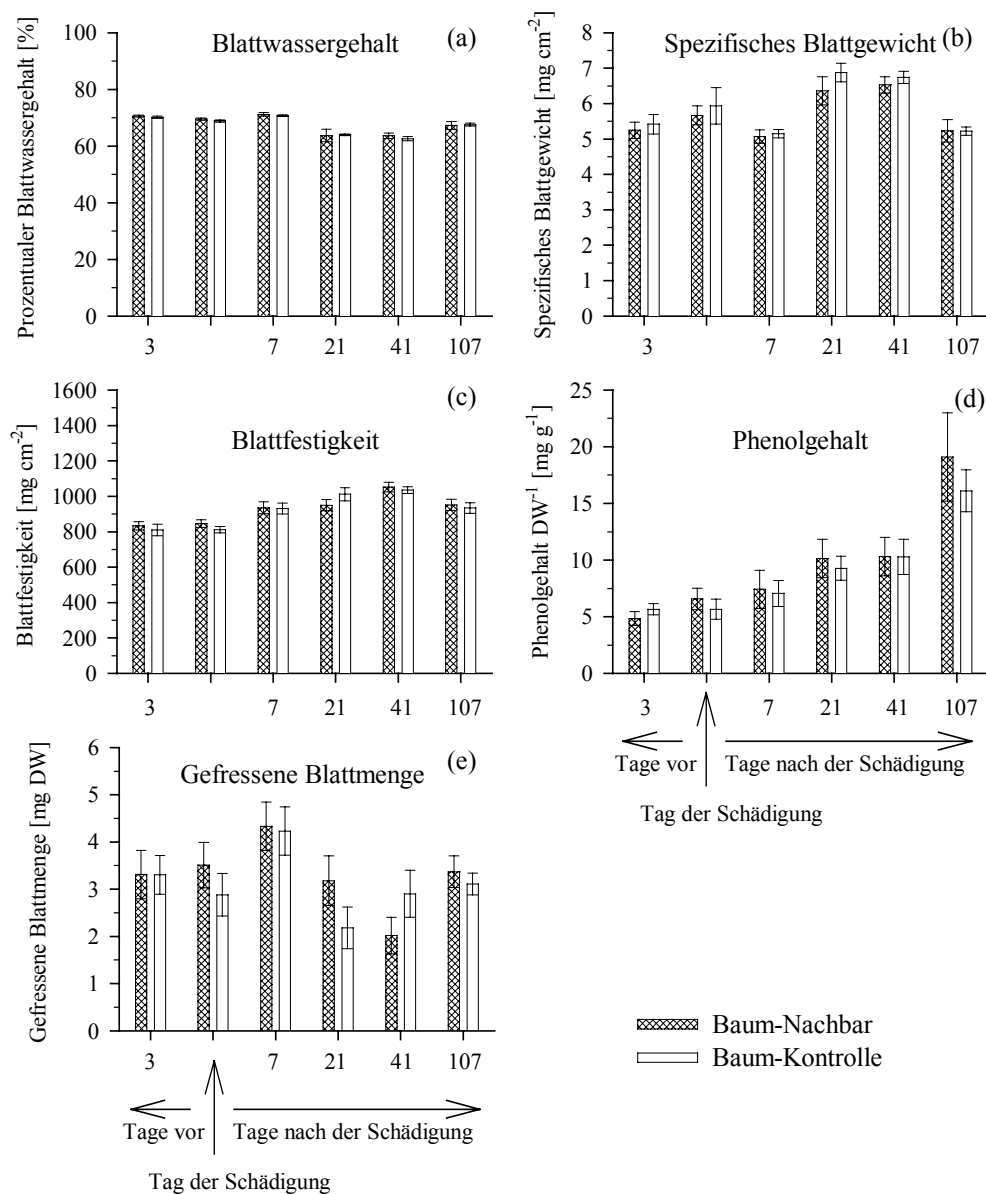 Prozentualer Blattwassergehalt [%]
100
80
60
40
20
0
Blattwassergehalt
(a)
3
7
21
41
107
Spezifisches Blattgewicht [mg cm-2]
8
7
6
5
4
3
2
1
0
Spezifisches Blattgewicht
(b)
3
7
21
41
107
Blattfestigkeit [mg cm-2]
1600
1400
1200
1000
800
600
400
200
0
Blattfestigkeit
(c)
3
7
21
41
107
Phenolgehalt DW-1 [mg g-1]
25
20
15
10
5
0
Phenolgehalt
(d)
3
7
21
41
107
Tage vor
Tage nach der Schädigung
Tag der Schädigung
Gefressene Blattmenge [mg DW]
6
5
4
3
2
1
0
Gefressene Blattmenge
(e)
3
7
21
41
107
Tage vor
Tage nach der Schädigung
Tag der Schädigung
Baum-Nachbar
Baum-Kontrolle